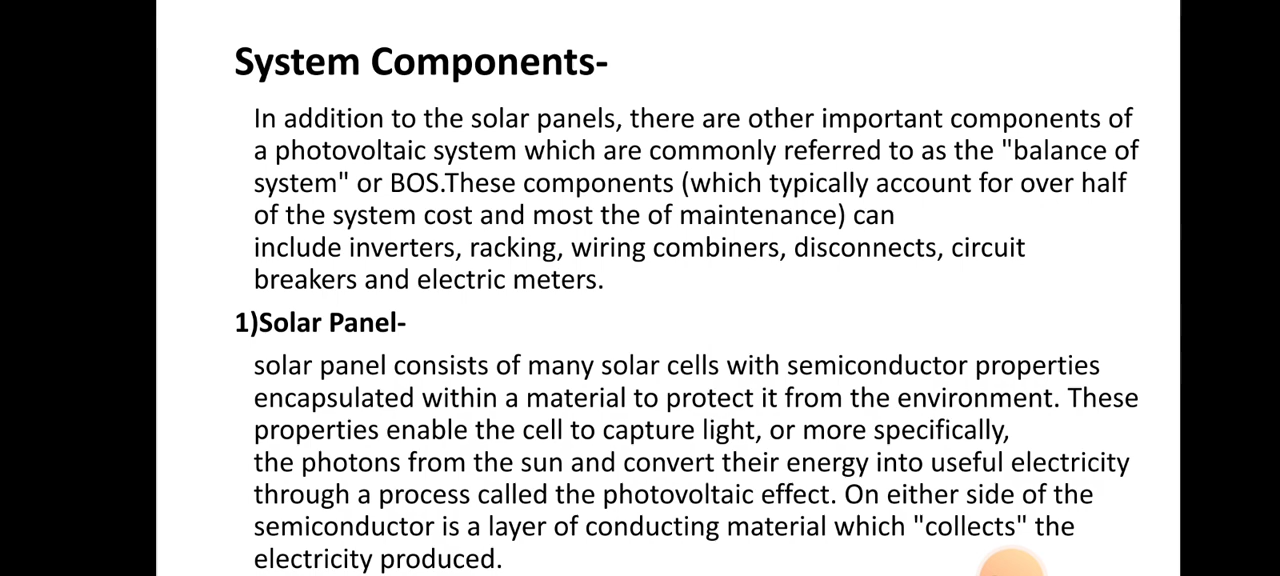 System Components-
In addition to the solar panels, there are other important components of
a photovoltaic system which are commonly referred to as the "balance of
system" or BOS.These components (which typically account for over half
of the system cost and most the of maintenance) can
include inverters, racking, wiring combiners, disconnects, circuit
breakers and electric meters.
1)Solar Panel-
solar panel consists of many solar cells with semiconductor properties
encapsulated within a material to protect it from the environment. These
properties enable the cell to capture light, or more specifically,
the photons from the sun and convert their energy into useful electricity
through a process called the photovoltaic effect. On either side of the
semiconductor is a layer of conducting material which "collects" the
electricity produced.